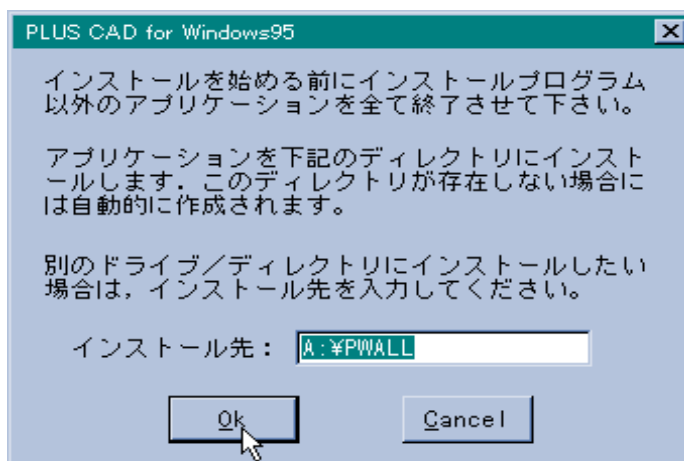 PLUS CAD for Windows95
インストールを始める前にインストールプログラム
以外のアプリケーションを全て終了させて下さい。
アプリケーションを下記のディレクトリにインスト
ールします．このディレクトリが存在しない場合に
は自動的に作成されます。
別のドライブ／ディレクトリにインストールしたい
場合は，インストール先を入力してください。
インストール先： A:¥PWALL
Ok Cancel